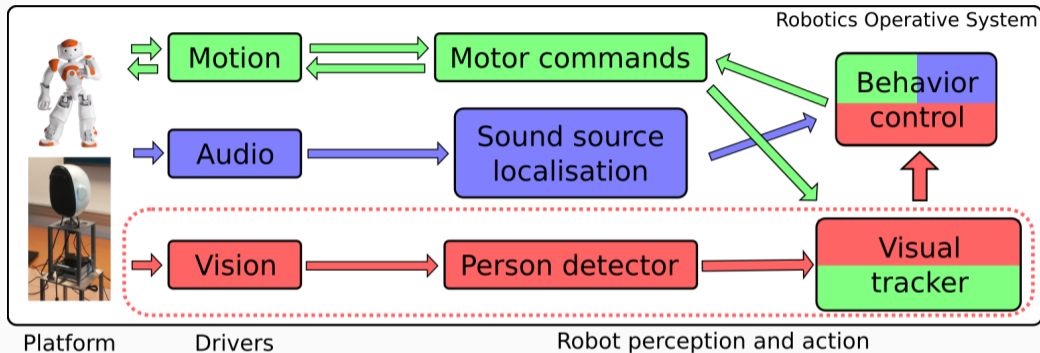 Robotics Operative System
Motion
Motor commands
Behavior
control
Audio
Sound source
localisation
Vision
Person detector
Visual
tracker
Platform
Drivers
Robot perception and action